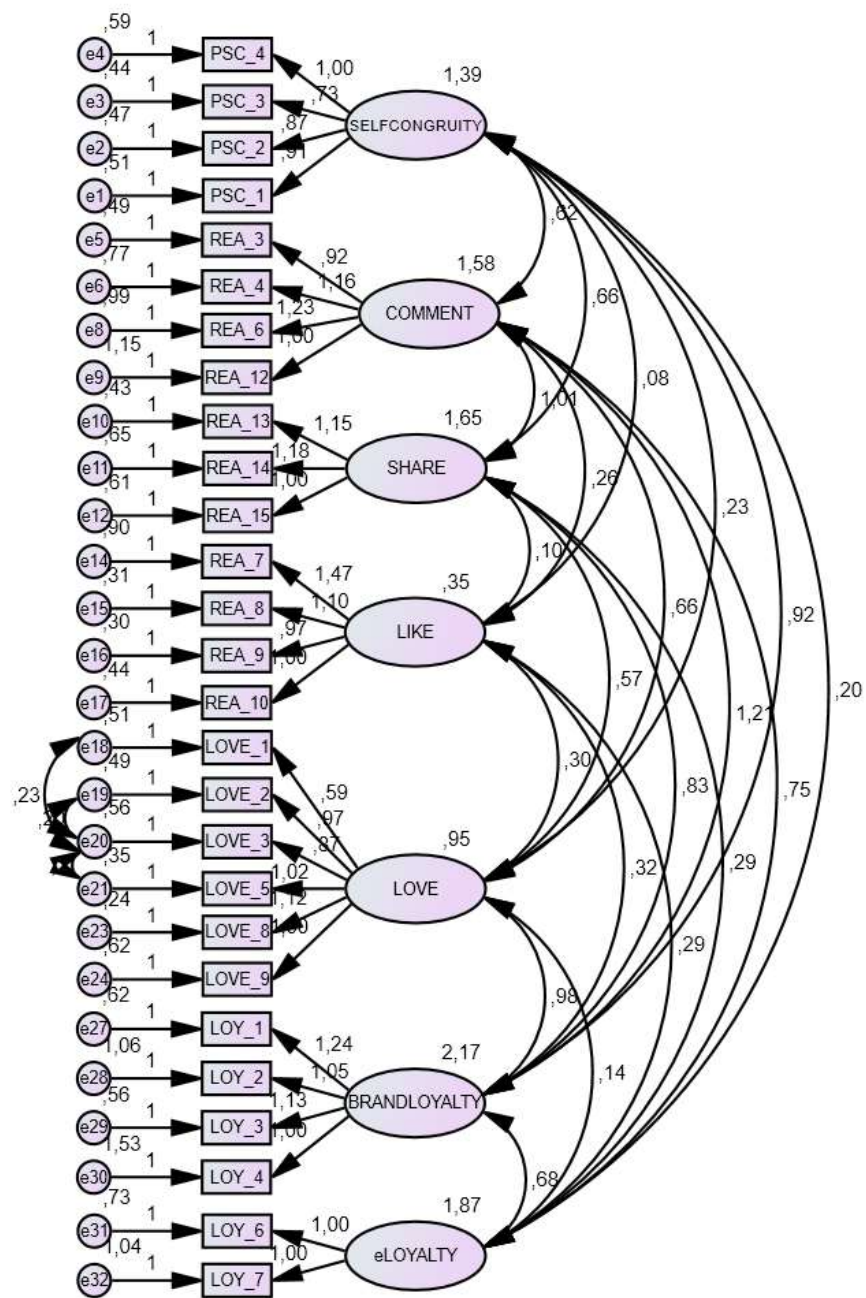 ,59
e4 1 PSC_4 1,00 1,39
,44
e3 1 PSC_3 ,73
SELFCONGRUITY
,47
e2 1 PSC_2 ,87
,51
e1 1 PSC_1 ,91
,49
e5 1 REA_3 ,92 ,62
,77
e6 1 REA_4 1,16 1,58
COMMENT ,66
,99
e8 1 REA_6 1,23
1,15
e9 1 REA_12 1,00 ,08
,43
e10 1 REA_13 1,15 1,65 1,01
,65
e11 1 REA_14 1,18 SHARE ,26 ,23
,61
e12 1 REA_15 1,00
,90
e14 1 REA_7 1,47 ,35 ,10
,31
e15 1 REA_8 1,10 LIKE ,66 ,92
,30
e16 1 REA_9 ,97 ,57
,44
e17 1 REA_10 1,00 ,20
,51
e18 1 LOVE_1 ,59 ,30 1,21
,49
,23 e19 1 LOVE_2 ,97 ,83 ,75
,56
e20 1 LOVE_3 ,87 ,95
,35
e21 1 LOVE_5 1,02 LOVE ,32 ,29
,24
e23 1 LOVE_8 1,12 ,29
,62
e24 1 LOVE_9 1,00 ,98
,62
e27 1 LOY_1 1,24 2,17
1,06
e28 1 LOY_2 1,05 ,14
BRANDLOYALTY
,56
e29 1 LOY_3 1,13
1,53
e30 1 LOY_4 1,00 ,68
,73
e31 1 LOY_6 1,00 1,87
1,04 eLOYALTY
e32 1 LOY_7 1,00